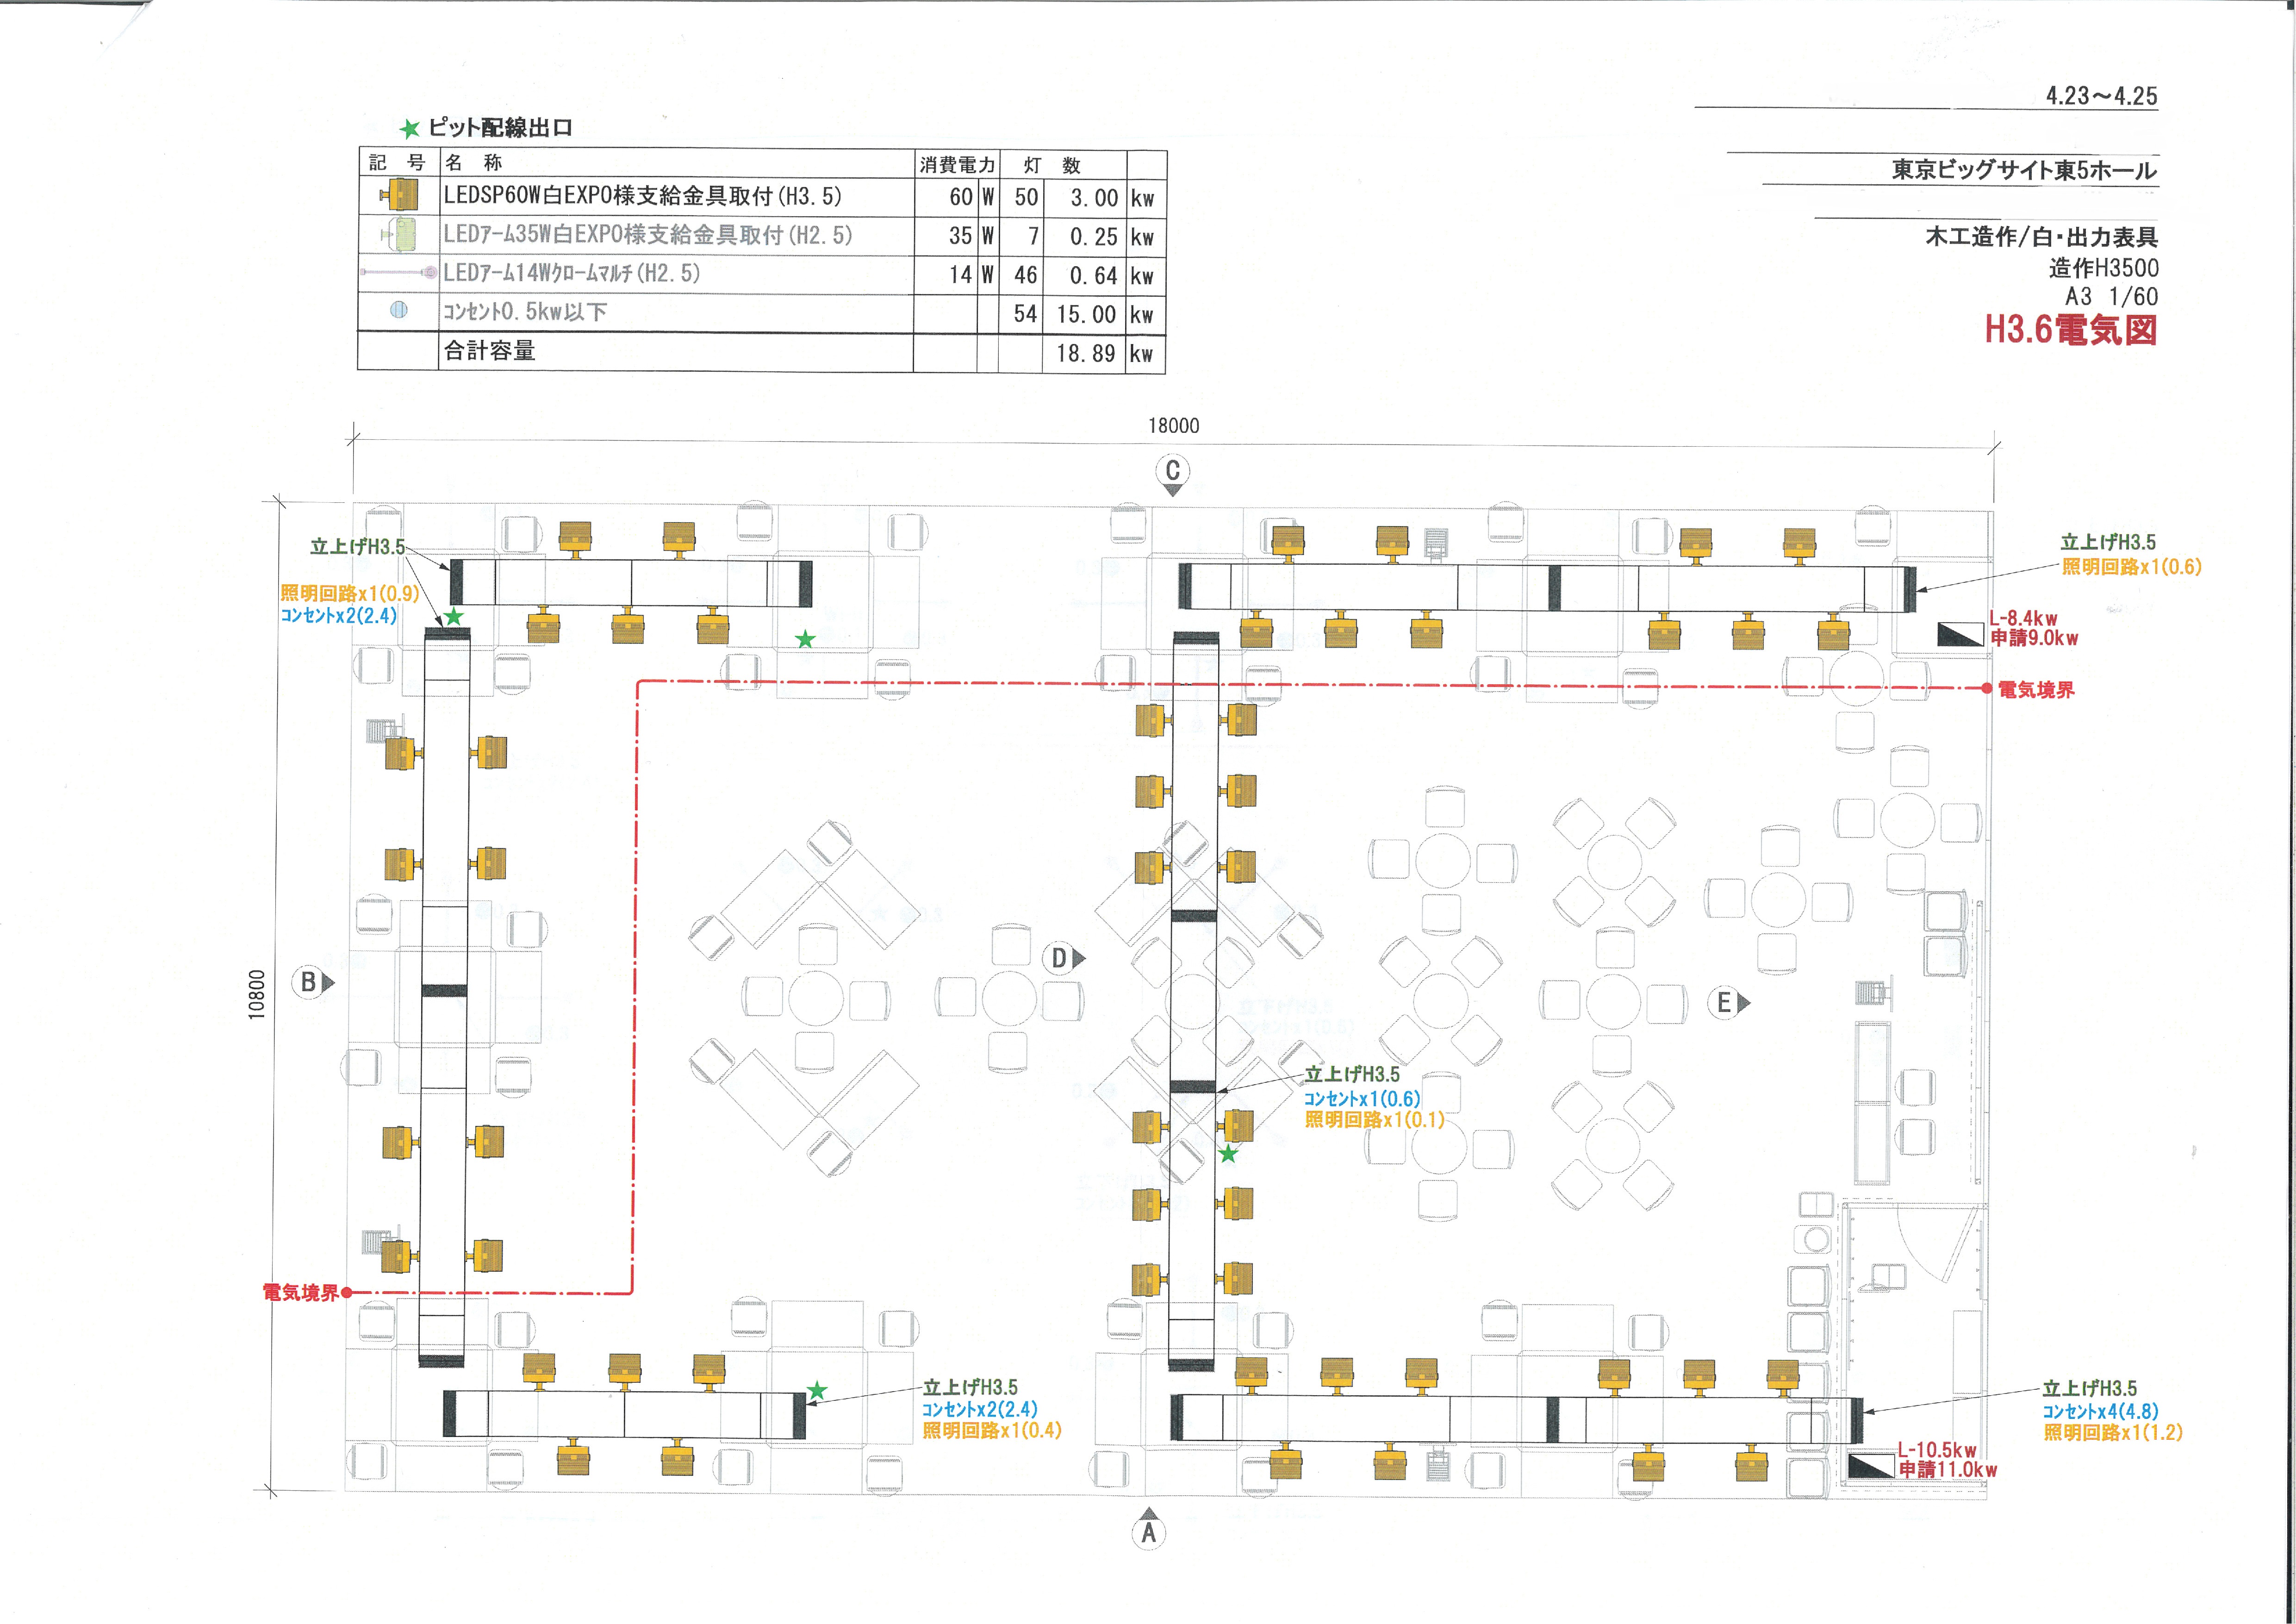 4.23～4.25
東京ビッグサイト東5ホール
木工造作/白・出力表具
造作H3500
A3 1/60
H3.6電気図
★ピット配線出口
記 号 名 称 消費電力 灯 数
LEDSP60W白EXPO様支給金具取付(H3.5) 60 W 50 3.00 kw
LEDｱｰﾑ35W白EXPO様支給金具取付(H2.5) 35 W 7 0.25 kw
LEDｱｰﾑ14Wｸﾛｰﾑﾏﾙﾁ(H2.5) 14 W 46 0.64 kw
ｺﾝｾﾝﾄ0.5kw以下 54 15.00 kw
合計容量 18.89 kw
18000
C
立上げH3.5
照明回路x1(0.9)
ｺﾝｾﾝﾄx2(2.4)
立上げH3.5
照明回路x1(0.6)
L-8.4kw
申請9.0kw
電気境界
10800
B
D
E
立上げH3.5
ｺﾝｾﾝﾄx1(0.6)
照明回路x1(0.1)
電気境界
立上げH3.5
ｺﾝｾﾝﾄx2(2.4)
照明回路x1(0.4)
立上げH3.5
ｺﾝｾﾝﾄx4(4.8)
照明回路x1(1.2)
L-10.5kw
申請11.0kw
A